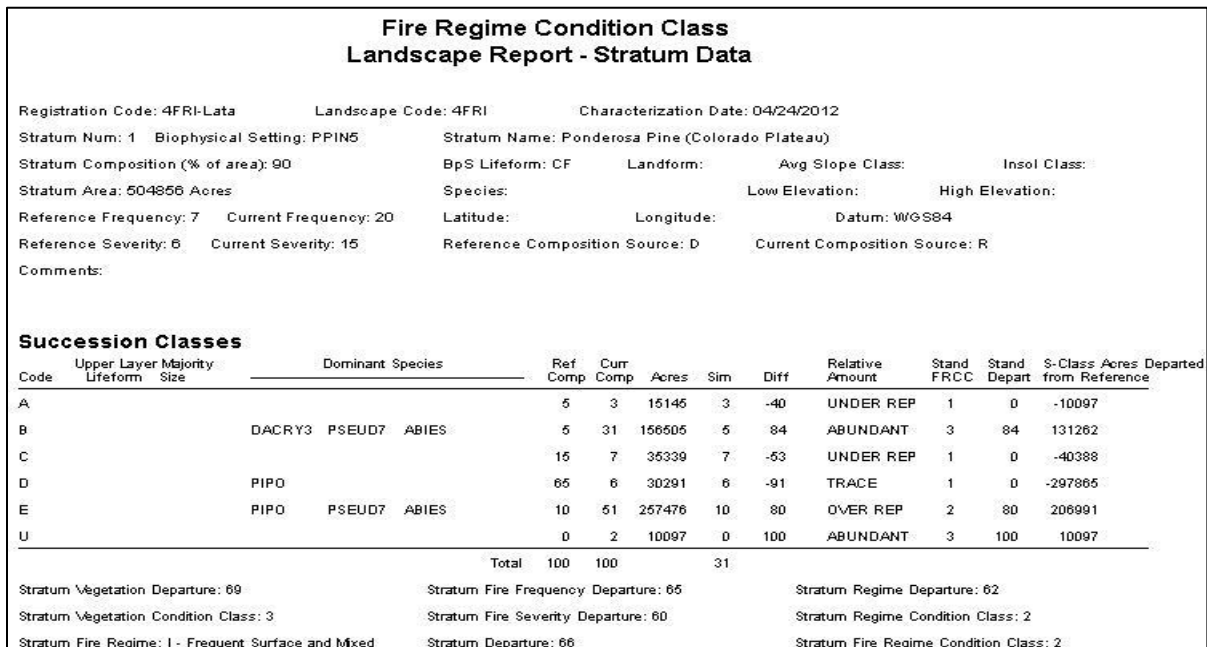 Fire Regime Condition Class
Landscape Report - Stratum Data
Registration Code: 4FRI-Lata Landscape Code: 4FRI Characterization Date: 04/24/2012
Stratum Num: 1 Biophysical Setting: PPIN5 Stratum Name: Ponderosa Pine (Colorado Plateau)
Stratum Composition (% of area): 90 BpS Lifeform: CF Landform: Avg Slope Class: Insol Class:
Stratum Area: 504856 Acres Species: Low Elevation: High Elevation:
Reference Frequency: 7 Current Frequency: 20 Latitude: Longitude: Datum: WGS84
Reference Severity: 6 Current Severity: 15 Reference Composition Source: D Current Composition Source: R
Comments:
Succession Classes
Upper Layer Majority Dominant Species Ref Curr Relative Stand Stand S-Class Acres Departed
Code Lifeform Size Comp Comp Acres Sim Diff Amount FRCC Depart from Reference
A 5 3 15145 3 -40 UNDER REP 1 0 -10097
B DACRY3 PSEUD7 ABIES 5 31 156505 5 84 ABUNDANT 3 84 131262
C 15 7 35339 7 -53 UNDER REP 1 0 -40388
D PIPO 65 6 30291 6 -91 TRACE 1 0 -297865
E PIPO PSEUD7 ABIES 10 51 257476 10 80 OVER REP 2 80 206991
U 0 2 10097 0 100 ABUNDANT 3 100 10097
Total 100 100 31
Stratum Vegetation Departure: 69 Stratum Fire Frequency Departure: 65 Stratum Regime Departure: 62
Stratum Vegetation Condition Class: 3 Stratum Fire Severity Departure: 60 Stratum Regime Condition Class: 2
Stratum Fire Regime: I - Frequent Surface and Mixed Stratum Departure: 66 Stratum Fire Regime Condition Class: 2